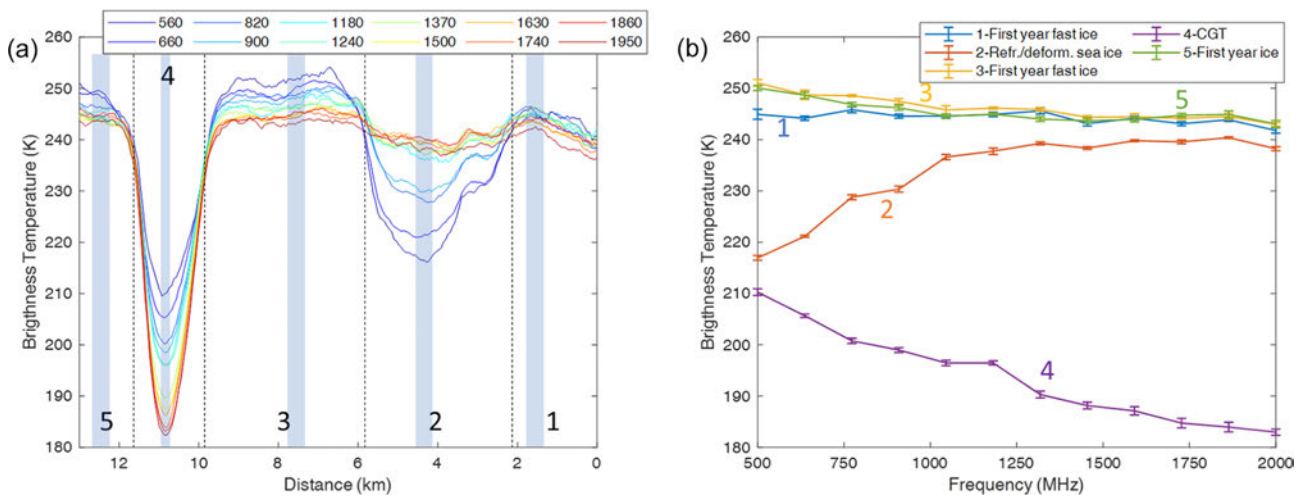 (a)
560 820 1180 1370 1630 1860
660 900 1240 1500 1740 1950
260
250
240
230
220
210
200
190
180
Brigthness Temperature (K)
4
5 3 2 1
12 10 8 6 4 2 0
Distance (km)
(b)
1-First year fast ice 4-CGT
2-Refr./deform. sea ice 5-First year ice
3-First year fast ice
260
250
240
230
220
210
200
190
180
Brigthness Temperature (K)
1
3
5
2
4
500 750 1000 1250 1500 1750 2000
Frequency (MHz)